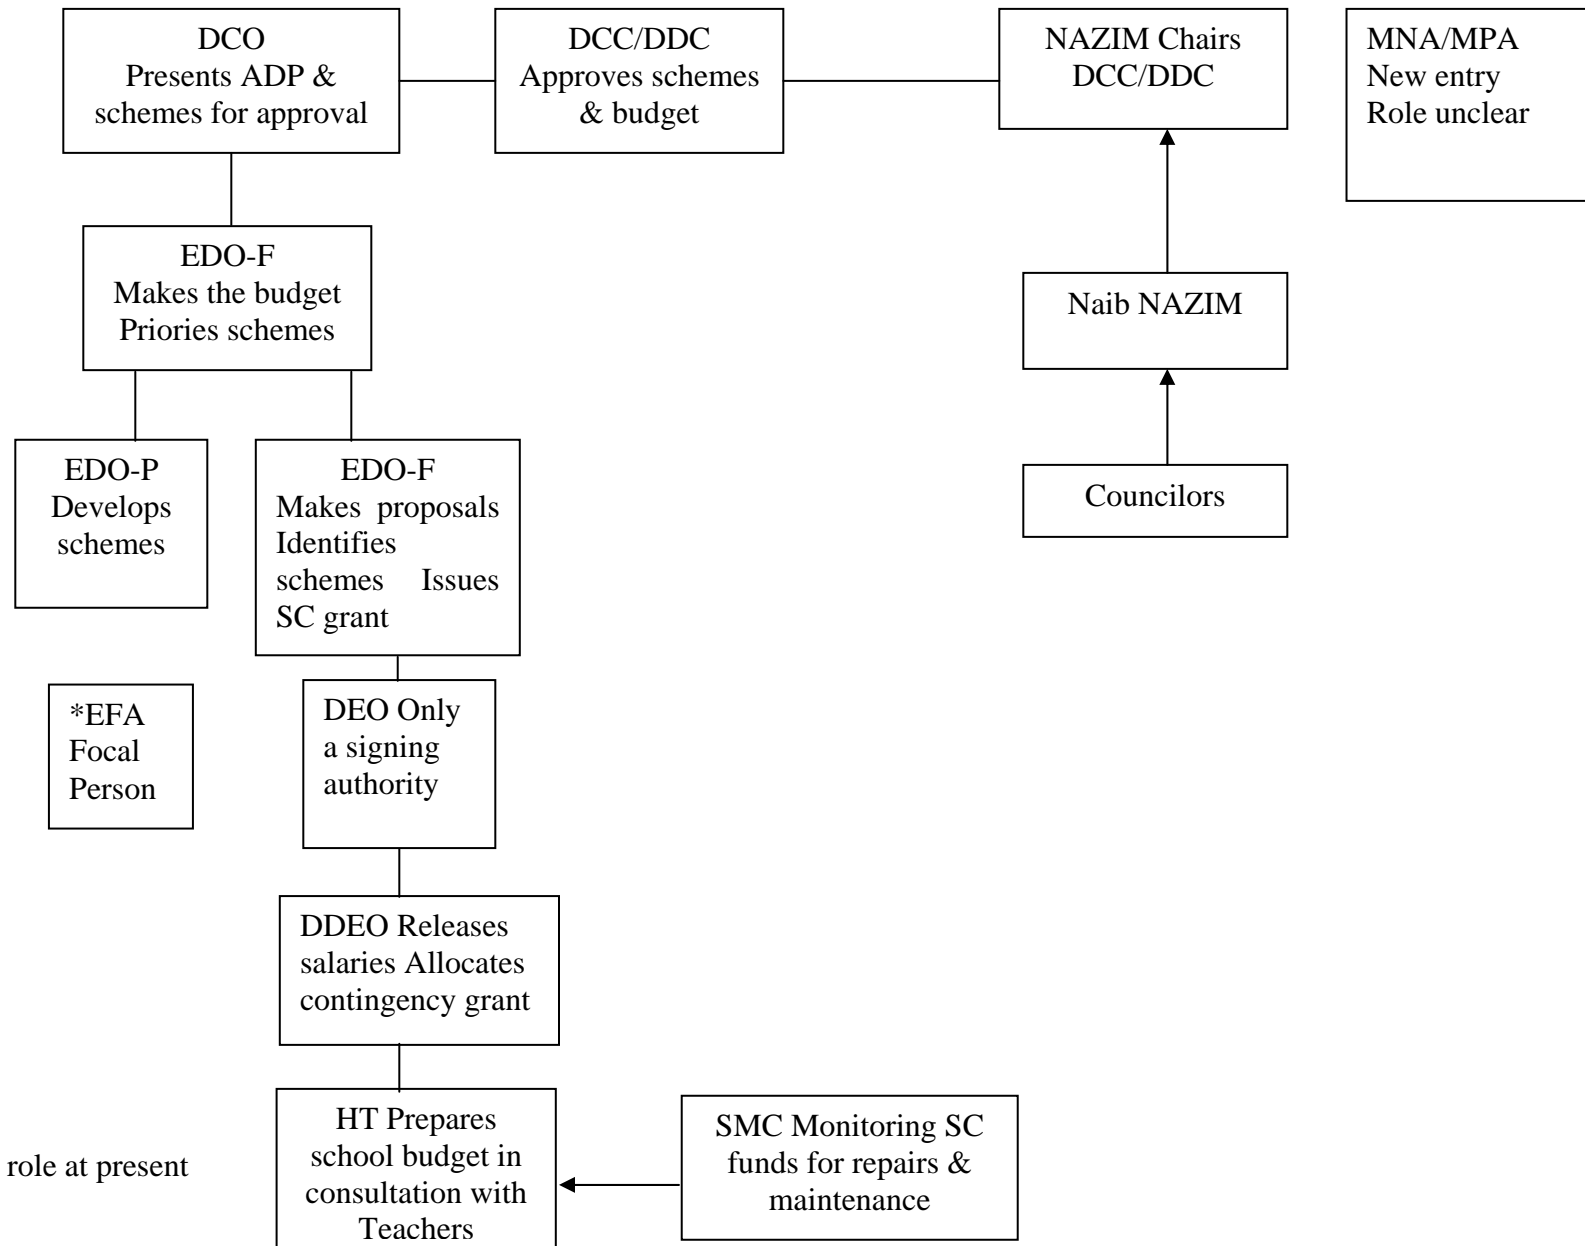 DCO
Presents ADP &
schemes for approval
DCC/DDC
Approves schemes
& budget
NAZIM Chairs
DCC/DDC
MNA/MPA
New entry
Role unclear
EDO-F
Makes the budget
Priories schemes
Naib NAZIM
EDO-P
Develops
schemes
EDO-F
Makes proposals
Identifies
schemes Issues
SC grant
Councilors
*EFA
Focal
Person
DEO Only
a signing
authority
DDEO Releases
salaries Allocates
contingency grant
HT Prepares
school budget in
consultation with
Teachers
SMC Monitoring SC
funds for repairs &
maintenance
role at present